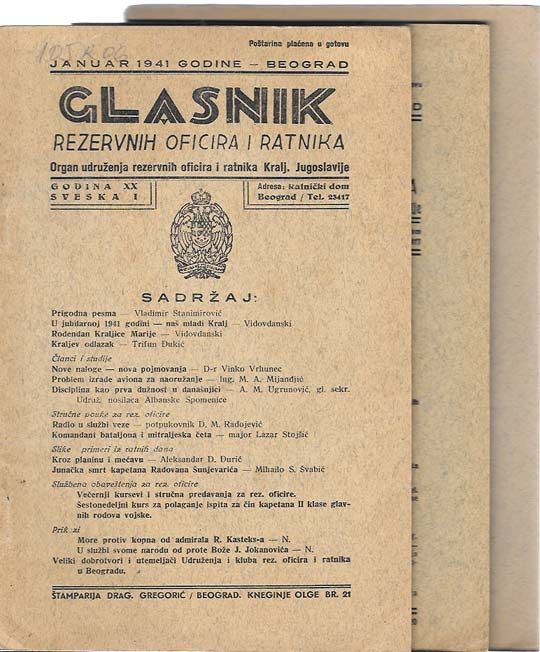 Poštarina plaćena u gotovu
JANUAR 1941 GODINE — BEOGRAD
GLASNIK
REZERVNIH OFICIRA I RATNIKA
Organ udruženja rezervnih oficira i ratnika Kralj. Jugoslavije
GODINA XX
SVESKA I
Adresa: Ratnički dom
Beograd / Tel. 23417
SADRŽAJ:
Prigodna pesma — Vladimir Stanimirović
U jubilarnoj 1941 godini — naš mladi Kralj — Vidovdanski
Rođendan Kraljice Marije — Vidovdanski
Kraljev odlazak — Trifun Đukić
Članci i studije
Nove naloge — nova pojmovanja — D-r Vinko Vrhunec
Problem izrade aviona za naoružanje — Ing. M. A. Mijandjić
Disciplina kao prva dužnost u današnjici — A. M. Ugrunović, gl. sekr.
Udruž. nosilaca Albanske Spomenice
Stručne pouke za rez. oficire
Radio u službi veze — potpukovnik D. M. Radojević
Komandant bataljona i mitraljeska četa — major Lazar Stojšić
Slike — primeri iz ratnih dana
Kroz planinu i mećavu — Aleksandar D. Đurić
Junačka smrt kapetana Radovana Šunjevarića — Mihailo S. Švabić
Službena obaveštenja za rez. oficire
Večernji kursevi i stručna predavanja za rez. oficire.
Šestonedeljni kurs za polaganje ispita za čin kapetana II klase glav-
nih rodova vojske.
Prikazi
More protiv kopna od admirala R. Kasteks-a — N.
U službi svome narodu od prote Bože J. Jokanovića — N.
Veliki dobrotvori i utemeljači Udruženja i kluba rez. oficira i ratnika
u Beogradu.
ŠTAMPARIJA DRAG. GREGORIĆ / BEOGRAD. KNEGINJE OLGE BR. 21